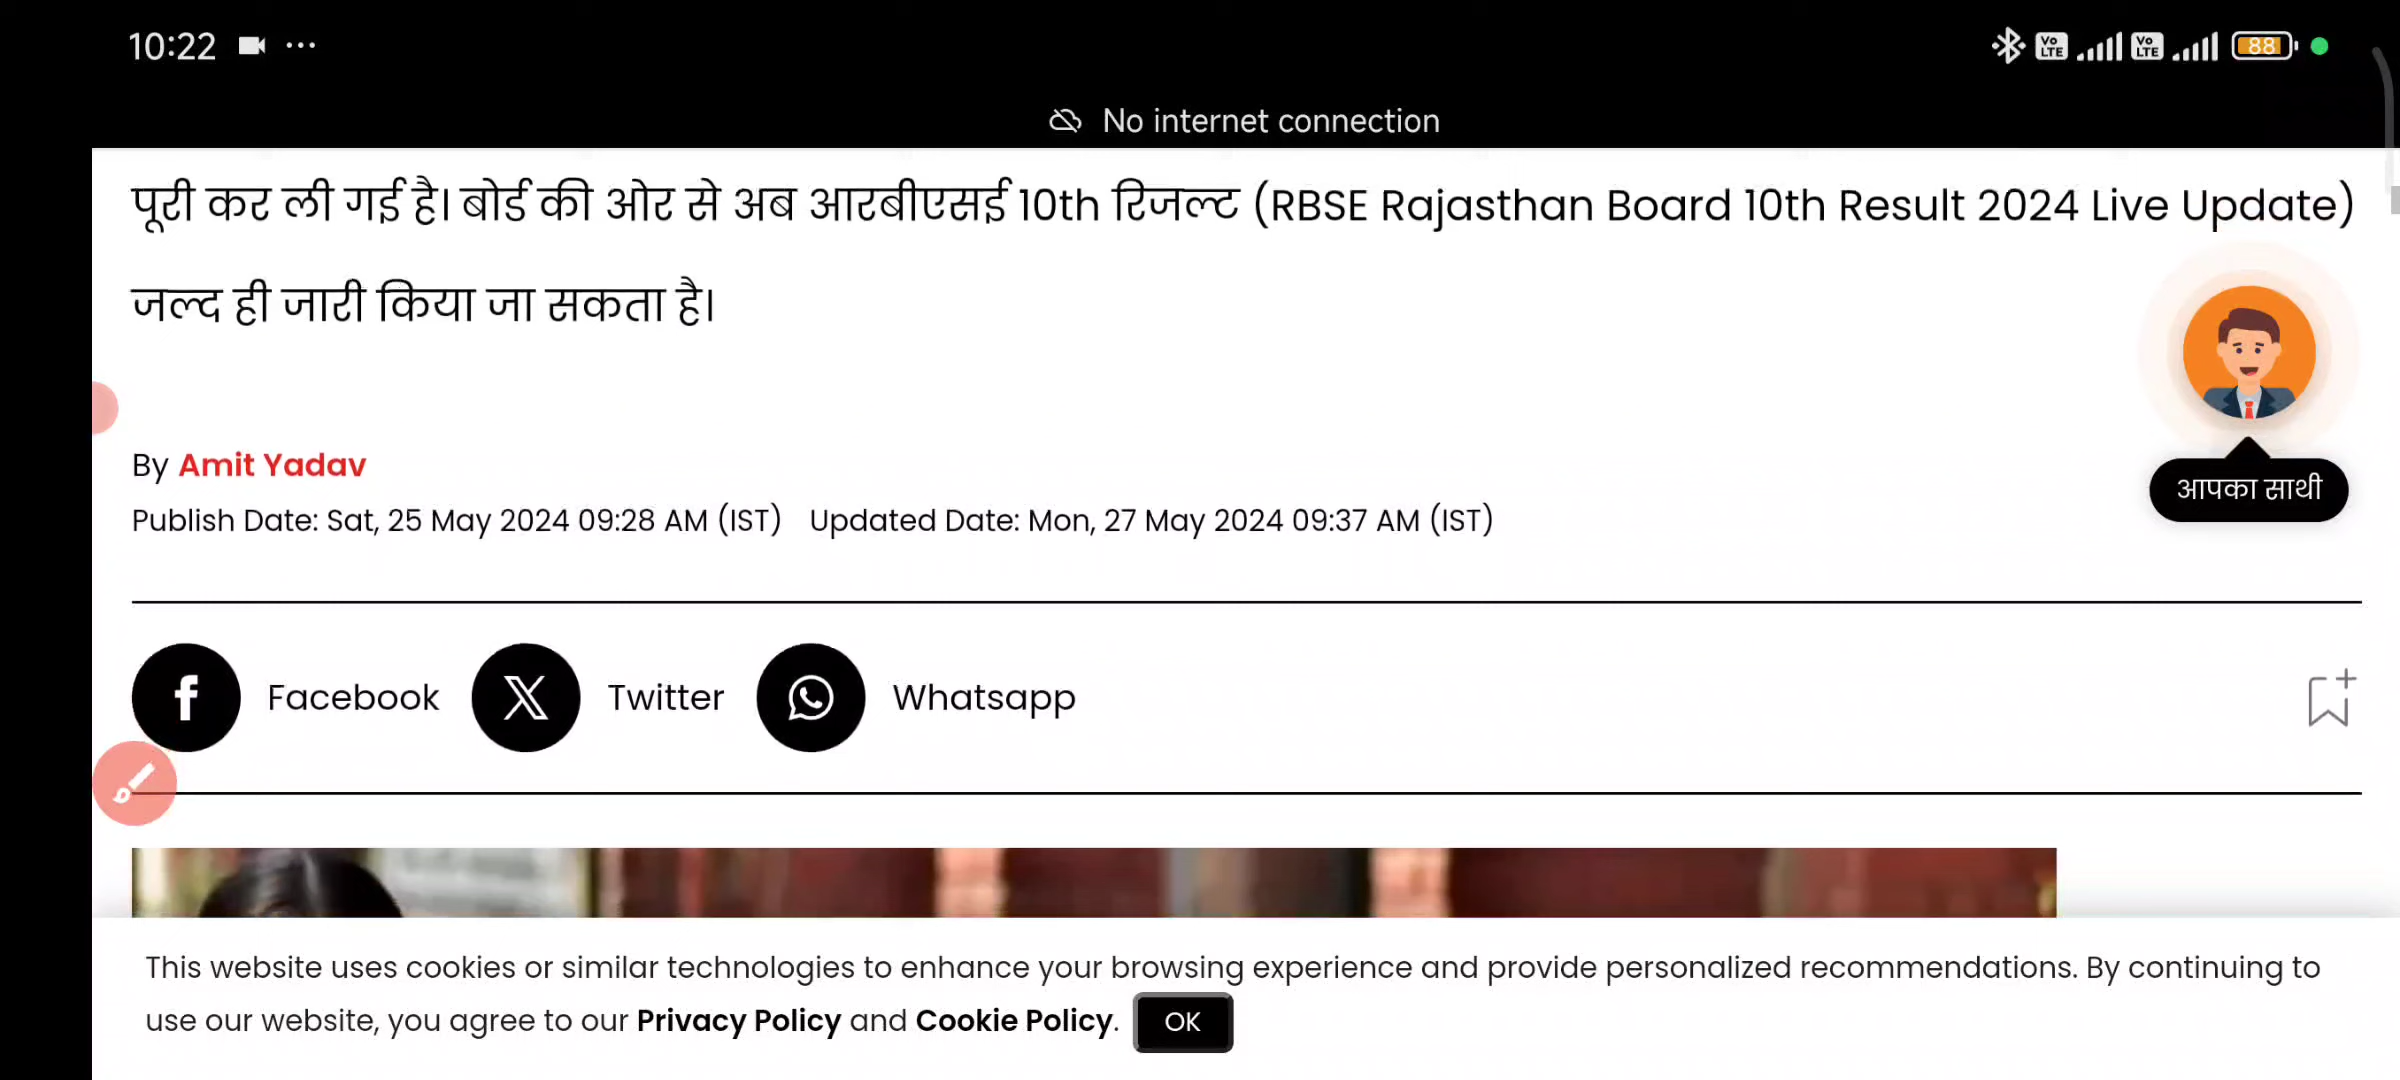 10:22
Vo LTE Vo LTE 88
No internet connection
पूरी कर ली गई है। बोर्ड की ओर से अब आरबीएसई 10th रिजल्ट (RBSE Rajasthan Board 10th Result 2024 Live Update)
जल्द ही जारी किया जा सकता है।
आपका साथी
By Amit Yadav
Publish Date: Sat, 25 May 2024 09:28 AM (IST) Updated Date: Mon, 27 May 2024 09:37 AM (IST)
Facebook Twitter Whatsapp
This website uses cookies or similar technologies to enhance your browsing experience and provide personalized recommendations. By continuing to
use our website, you agree to our Privacy Policy and Cookie Policy. OK